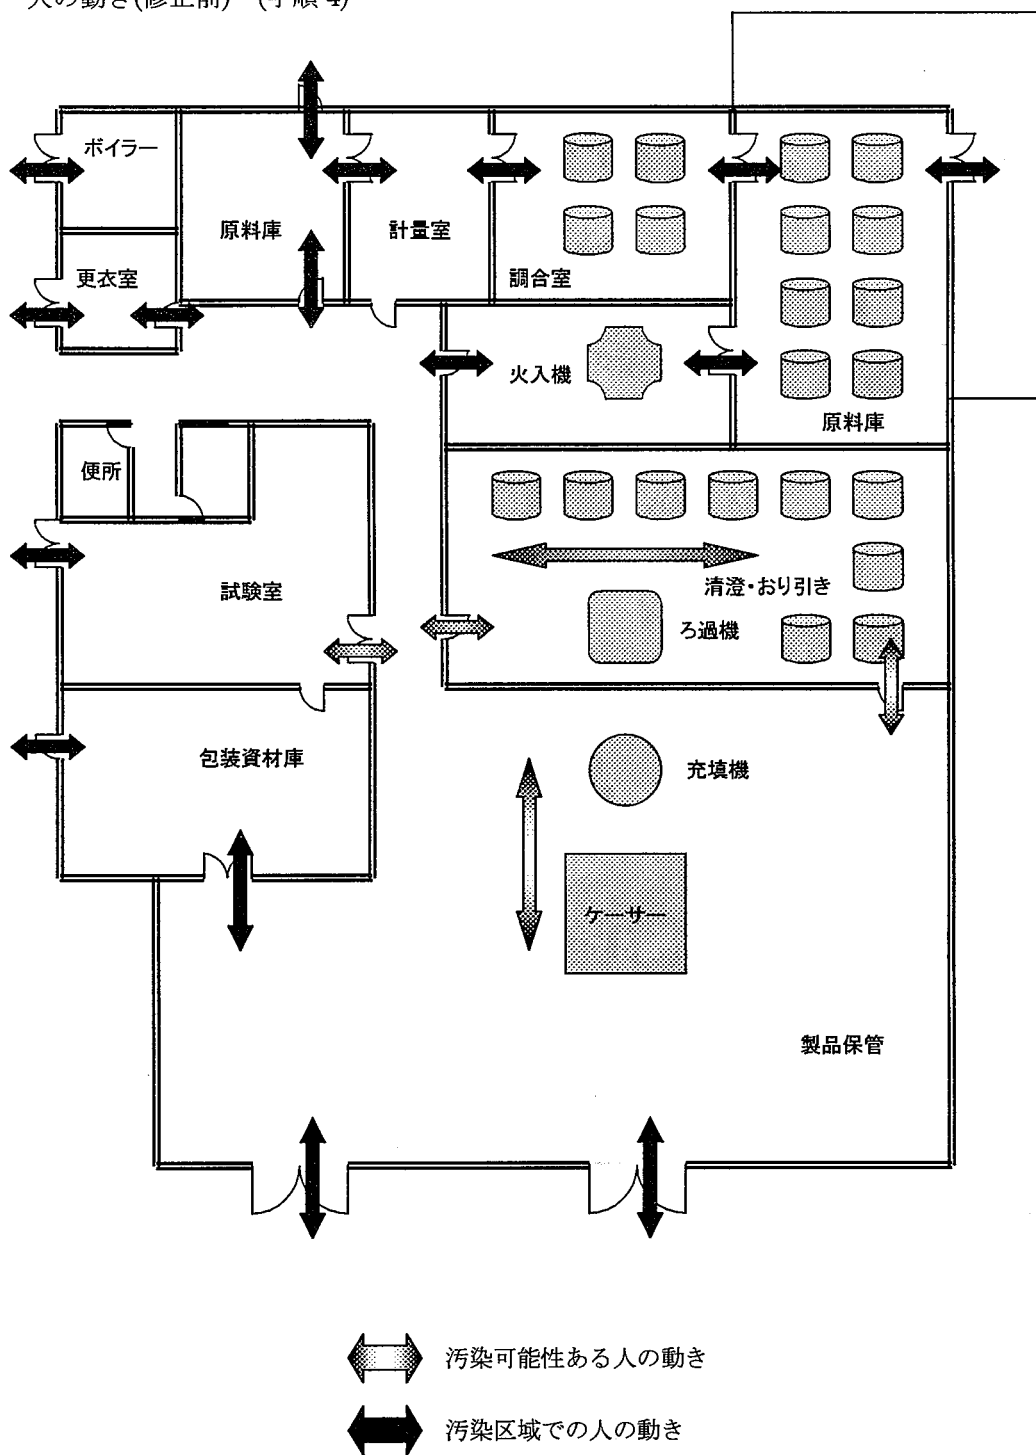 人の動き(修正前) (手順4)
ボイラー
原料庫
計量室
更衣室
調合室
火入機
原料庫
便所
試験室
清澄・おり引き
ろ過機
包装資材庫
充填機
ケーサー
製品保管
汚染可能性ある人の動き
汚染区域での人の動き